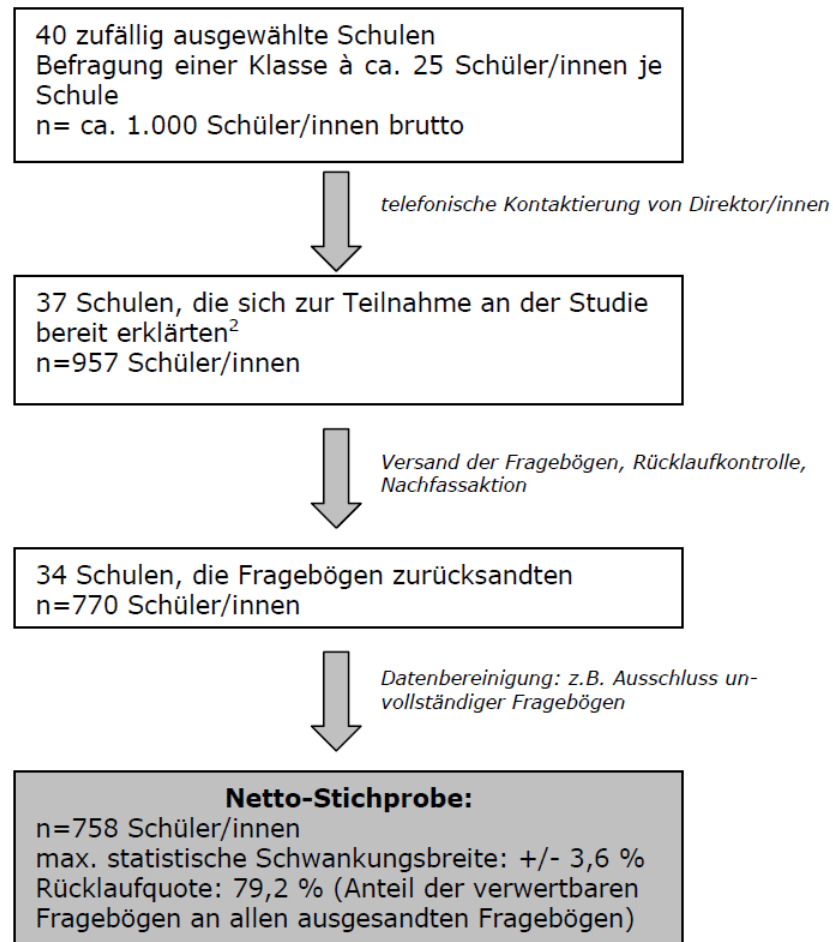 40 zufällig ausgewählte Schulen
Befragung einer Klasse à ca. 25 Schüler/innen je
Schule
n= ca. 1.000 Schüler/innen brutto
telefonische Kontaktierung von Direktor/innen
37 Schulen, die sich zur Teilnahme an der Studie
bereit erklärten²
n=957 Schüler/innen
Versand der Fragebögen, Rücklaufkontrolle,
Nachfassaktion
34 Schulen, die Fragebögen zurücksandten
n=770 Schüler/innen
Datenbereinigung: z.B. Ausschluss un-
vollständiger Fragebögen
Netto-Stichprobe:
n=758 Schüler/innen
max. statistische Schwankungsbreite: +/- 3,6 %
Rücklaufquote: 79,2 % (Anteil der verwertbaren
Fragebögen an allen ausgesandten Fragebögen)